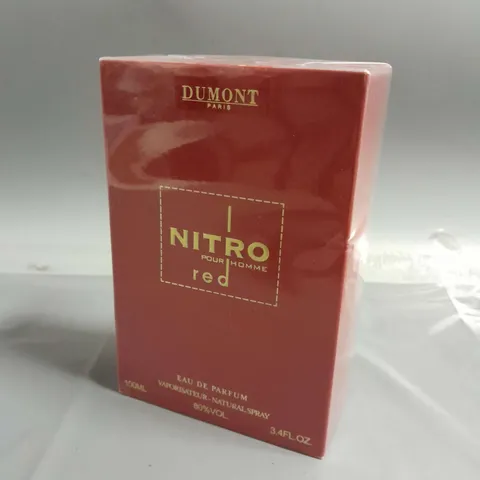 DUMONT
PARIS
NITRO
POUR HOMME
red
EAU DE PARFUM
100ML VAPORISATEUR - NATURAL SPRAY
80%VOL. 3.4FL.OZ.